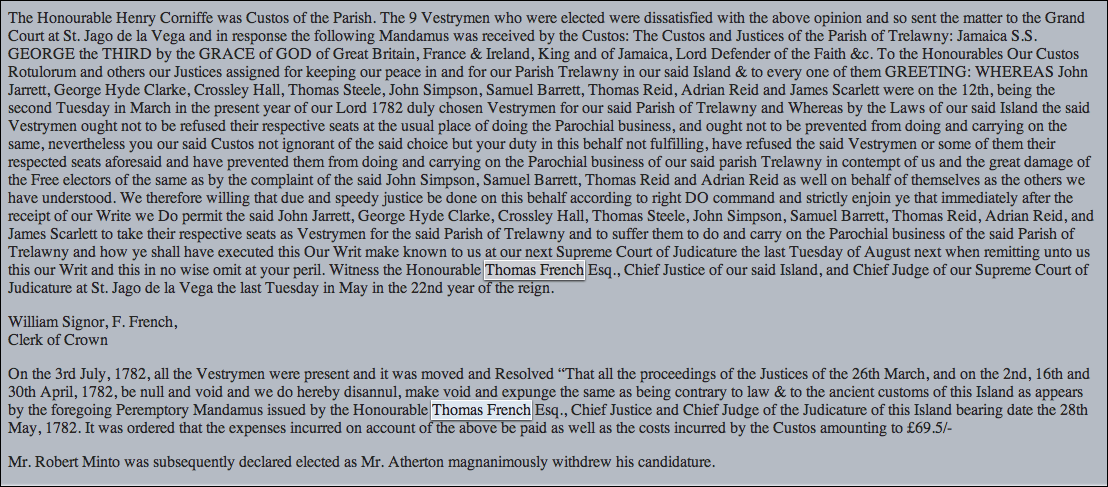 The Honourable Henry Corniffe was Custos of the Parish. The 9 Vestrymen who were elected were dissatisfied with the above opinion and so sent the matter to the Grand
Court at St. Jago de la Vega and in response the following Mandamus was received by the Custos: The Custos and Justices of the Parish of Trelawny: Jamaica S.S.
GEORGE the THIRD by the GRACE of GOD of Great Britain, France & Ireland, King and of Jamaica, Lord Defender of the Faith &c. To the Honourables Our Custos
Rotulorum and others our Justices assigned for keeping our peace in and for our Parish Trelawny in our said Island & to every one of them GREETING: WHEREAS John
Jarrett, George Hyde Clarke, Crossley Hall, Thomas Steele, John Simpson, Samuel Barrett, Thomas Reid, Adrian Reid and James Scarlett were on the 12th, being the
second Tuesday in March in the present year of our Lord 1782 duly chosen Vestrymen for our said Parish of Trelawny and Whereas by the Laws of our said Island the said
Vestrymen ought not to be refused their respective seats at the usual place of doing the Parochial business, and ought not to be prevented from doing and carrying on the
same, nevertheless you our said Custos not ignorant of the said choice but your duty in this behalf not fulfilling, have refused the said Vestrymen or some of them their
respected seats aforesaid and have prevented them from doing and carrying on the Parochial business of our said parish Trelawny in contempt of us and the great damage of
the Free electors of the same as by the complaint of the said John Simpson, Samuel Barrett, Thomas Reid and Adrian Reid as well on behalf of themselves as the others we
have understood. We therefore willing that due and speedy justice be done on this behalf according to right DO command and strictly enjoin ye that immediately after the
receipt of our Write we Do permit the said John Jarrett, George Hyde Clarke, Crossley Hall, Thomas Steele, John Simpson, Samuel Barrett, Thomas Reid, Adrian Reid, and
James Scarlett to take their respective seats as Vestrymen for the said Parish of Trelawny and to suffer them to do and carry on the Parochial business of the said Parish of
Trelawny and how ye shall have executed this Our Writ make known to us at our next Supreme Court of Judicature the last Tuesday of August next when remitting unto us
this our Writ and this in no wise omit at your peril. Witness the Honourable Thomas French Esq., Chief Justice of our said Island, and Chief Judge of our Supreme Court of
Judicature at St. Jago de la Vega the last Tuesday in May in the 22nd year of the reign.
William Signor, F. French,
Clerk of Crown
On the 3rd July, 1782, all the Vestrymen were present and it was moved and Resolved “That all the proceedings of the Justices of the 26th March, and on the 2nd, 16th and
30th April, 1782, be null and void and we do hereby disannul, make void and expunge the same as being contrary to law & to the ancient customs of this Island as appears
by the foregoing Peremptory Mandamus issued by the Honourable Thomas French Esq., Chief Justice and Chief Judge of the Judicature of this Island bearing date the 28th
May, 1782. It was ordered that the expenses incurred on account of the above be paid as well as the costs incurred by the Custos amounting to £69.5/-
Mr. Robert Minto was subsequently declared elected as Mr. Atherton magnanimously withdrew his candidature.